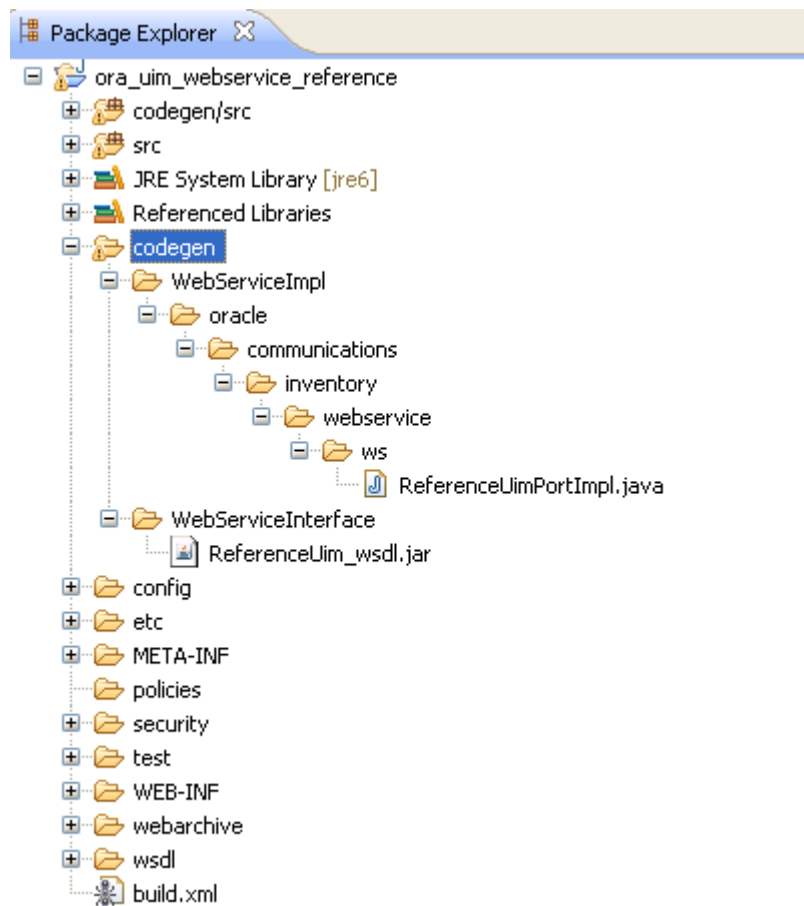 Package Explorer
ora_uim_webservice_reference
codegen/src
src
JRE System Library [jre6]
Referenced Libraries
codegen
WebServiceImpl
oracle
communications
inventory
webservice
ws
ReferenceUimPortImpl.java
WebServiceInterface
ReferenceUim_wsdl.jar
config
etc
META-INF
policies
security
test
WEB-INF
webarchive
wsdl
build.xml